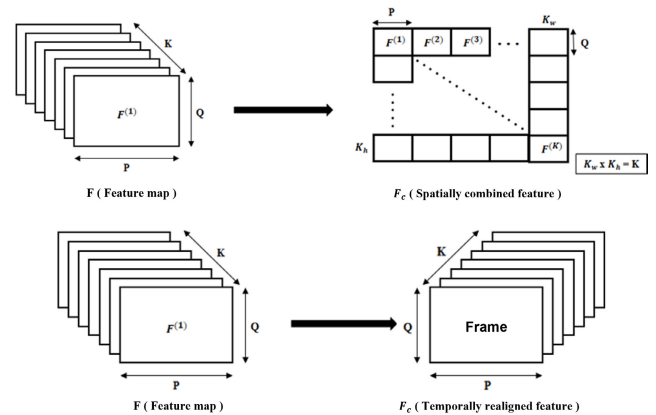 K
F(1)
Q
P
F ( Feature map )
P
F(1) F(2) F(3) ... Kw
Q
Kh
F(K)
Kw x Kh = K
Fc ( Spatially combined feature )
K
F(1)
Q
P
F ( Feature map )
K
Q
Frame
P
Fc ( Temporally realigned feature )